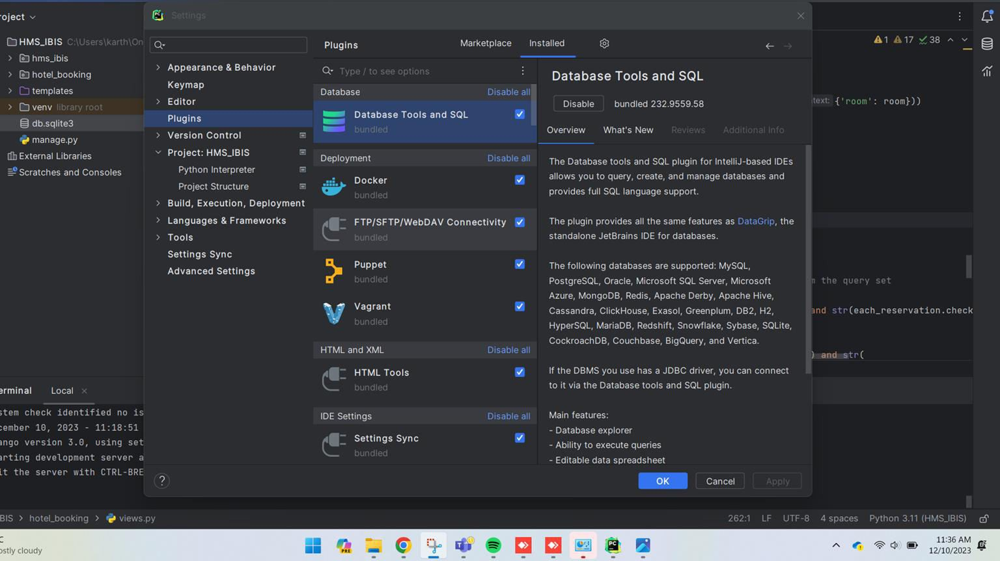 Project
HMS_IBIS C:\Users\karth\On
hms_ibis
hotel_booking
templates
venv library root
db.sqlite3
manage.py
External Libraries
Scratches and Consoles
Settings
Appearance & Behavior
Keymap
Editor
Plugins
Version Control
Project: HMS_IBIS
Python Interpreter
Project Structure
Build, Execution, Deployment
Languages & Frameworks
Tools
Settings Sync
Advanced Settings
Plugins
Marketplace
Installed
Type / to see options
Database Disable all
Database Tools and SQL
bundled
Deployment Disable all
Docker
bundled
FTP/SFTP/WebDAV Connectivity
bundled
Puppet
bundled
Vagrant
bundled
HTML and XML Disable all
HTML Tools
bundled
IDE Settings Disable all
Settings Sync
bundled
Database Tools and SQL
Disable bundled 232.9559.58
Overview What's New Reviews Additional Info
The Database tools and SQL plugin for IntelliJ-based IDEs
allows you to query, create, and manage databases and
provides full SQL language support.
The plugin provides all the same features as DataGrip, the
standalone JetBrains IDE for databases.
The following databases are supported: MySQL,
PostgreSQL, Oracle, Microsoft SQL Server, Microsoft
Azure, MongoDB, Redis, Apache Derby, Apache Hive,
Cassandra, ClickHouse, Exasol, Greenplum, DB2, H2,
HyperSQL, MariaDB, Redshift, Snowflake, Sybase, SQLite,
CockroachDB, Couchbase, BigQuery, and Vertica.
If the DBMS you use has a JDBC driver, you can connect
to it via the Database tools and SQL plugin.
Main features:
- Database explorer
- Ability to execute queries
- Editable data spreadsheet
? OK Cancel Apply
1 17 38
text: {'room': room}))
m the query set
and str(each_reservation.check
) and str(
erminal Local
stem check identified no is
cember 10, 2023 - 11:18:51
ango version 3.0, using set
arting development server a
it the server with CTRL-BRE
BIS > hotel_booking > views.py
262:1 LF UTF-8 4 spaces Python 3.11 (HMS_IBIS)
C
ostly cloudy
PRE
PC
11:36 AM
12/10/2023